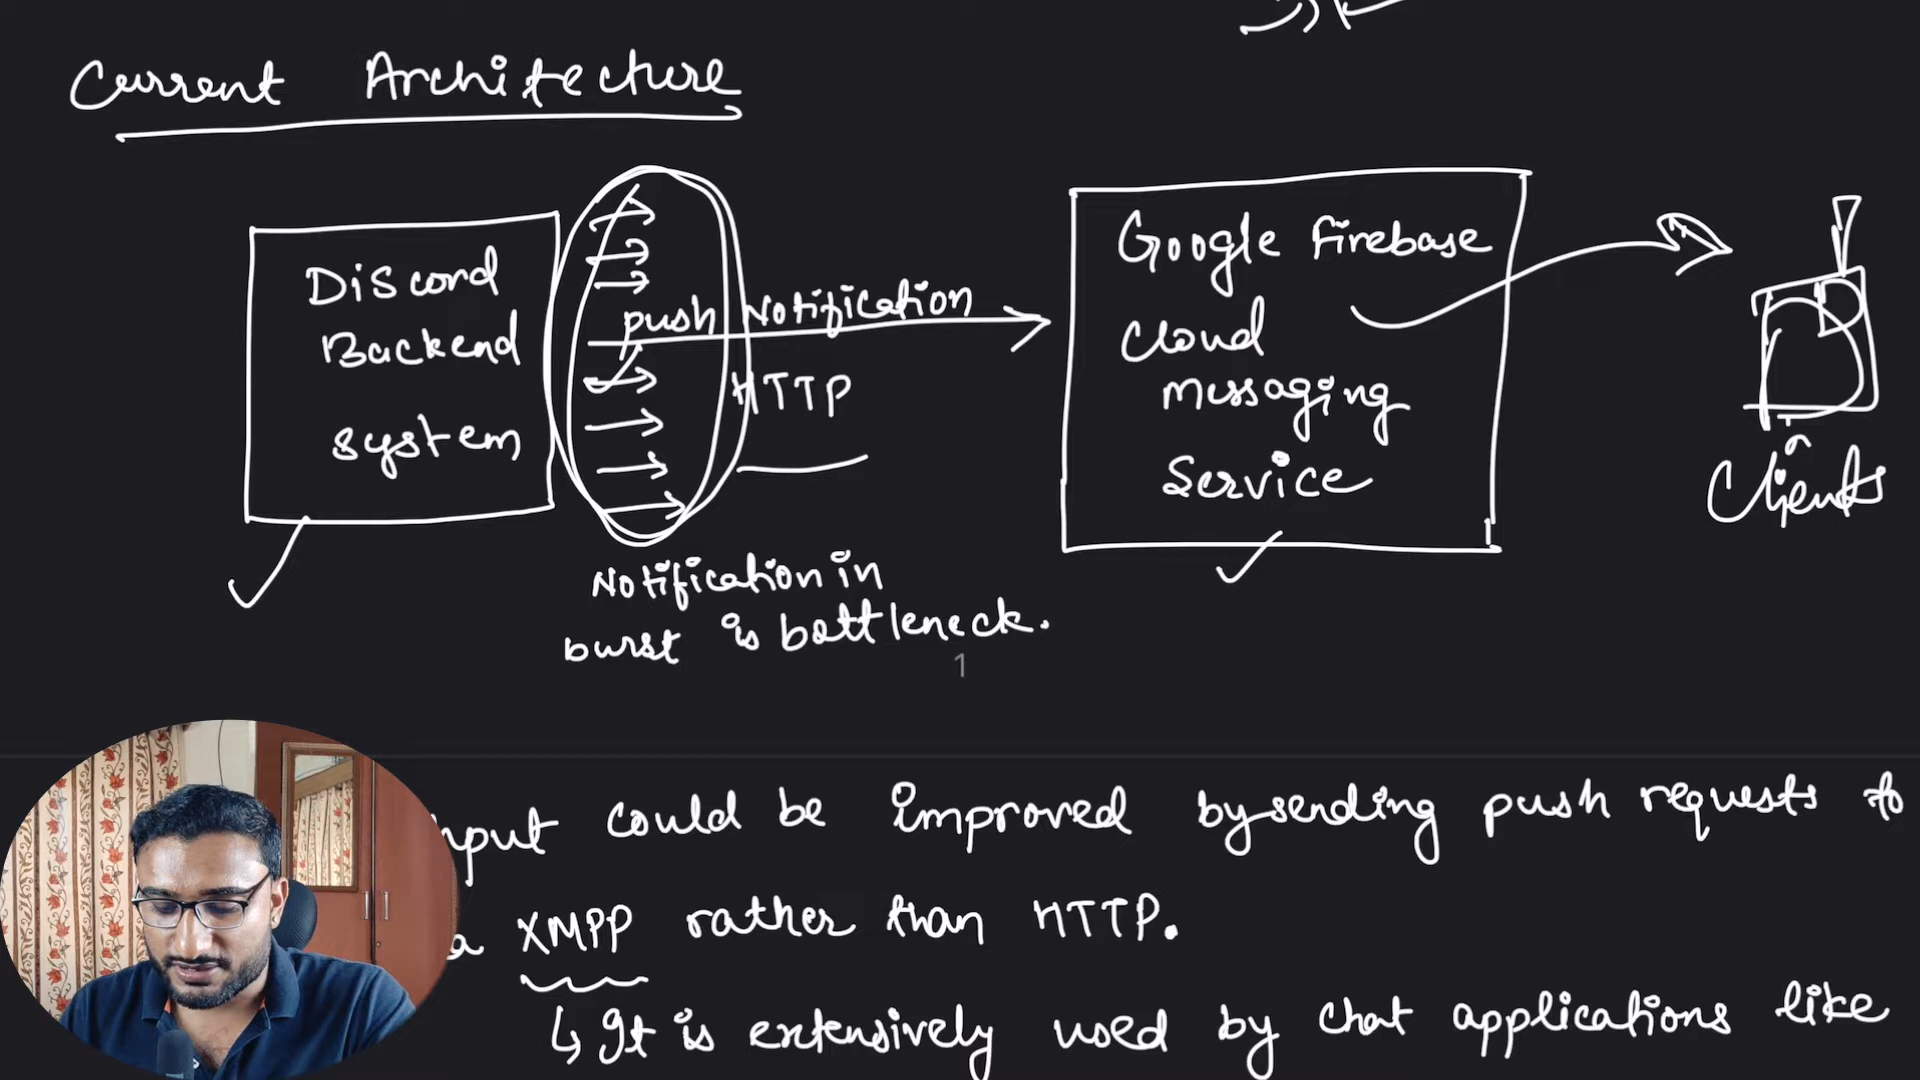 Current Architecture
Discord
Backend
system
push Notification
HTTP
Google Firebase
Cloud
Messaging
Service
Clients
Notification in
burst is bottleneck.
1
could be improved by sending push requests to
XMPP rather than HTTP.
↳ It is extensively used by chat applications like